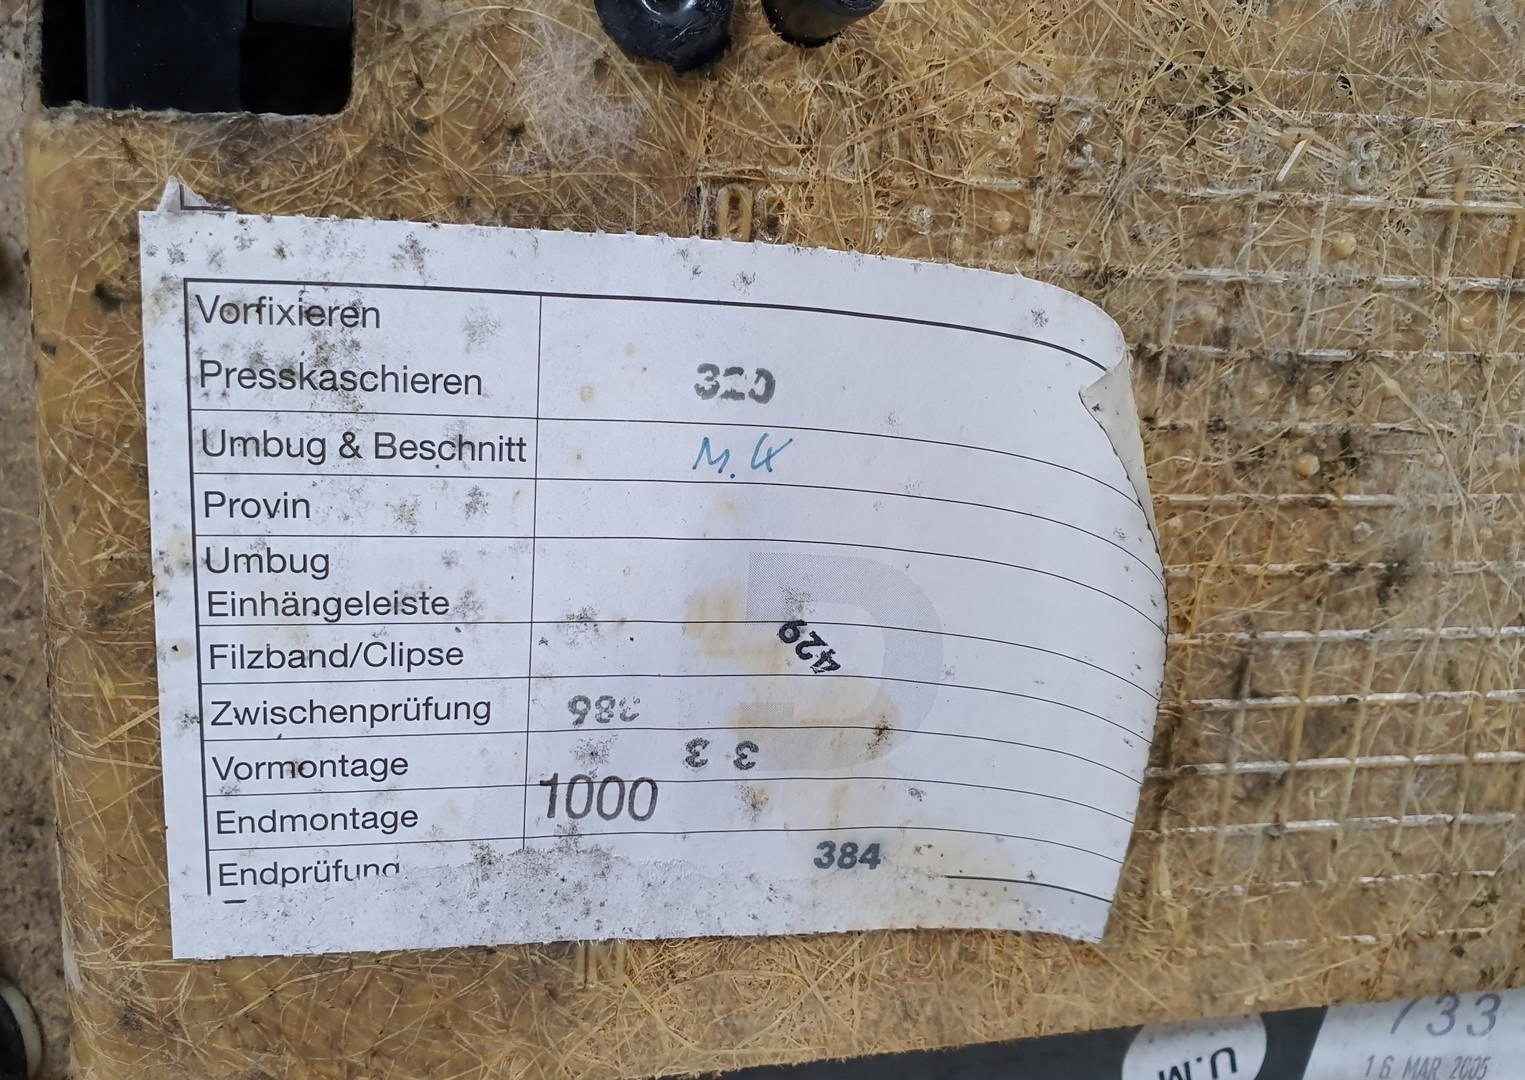 Vorfixieren
Presskaschieren 320
Umbug & Beschnitt M.
Provin
Umbug
Einhängeleiste
Filzband/Clipse 429
Zwischenprüfung 986
Vormontage 3 3
Endmontage 1000
Endprüfung 384
733
U.M
16 MAR 2005